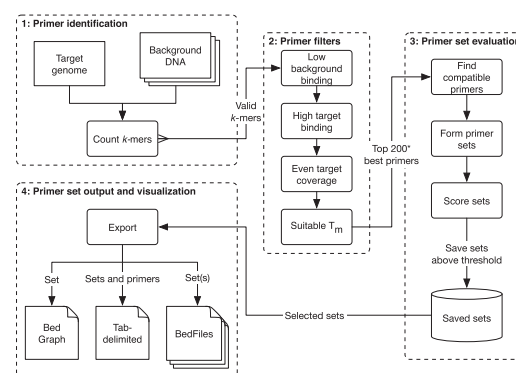 1: Primer identification
Target
genome
Background
DNA
Count k-mers
Valid
k-mers
2: Primer filters
Low
background
binding
High target
binding
Even target
coverage
Suitable Tm
Top 200*
best primers
3: Primer set evaluation
Find
compatible
primers
Form primer
sets
Score sets
Save sets
above threshold
Saved sets
Selected sets
4: Primer set output and visualization
Export
Set
Sets and primers
Set(s)
Bed
Graph
Tab-
delimited
BedFiles